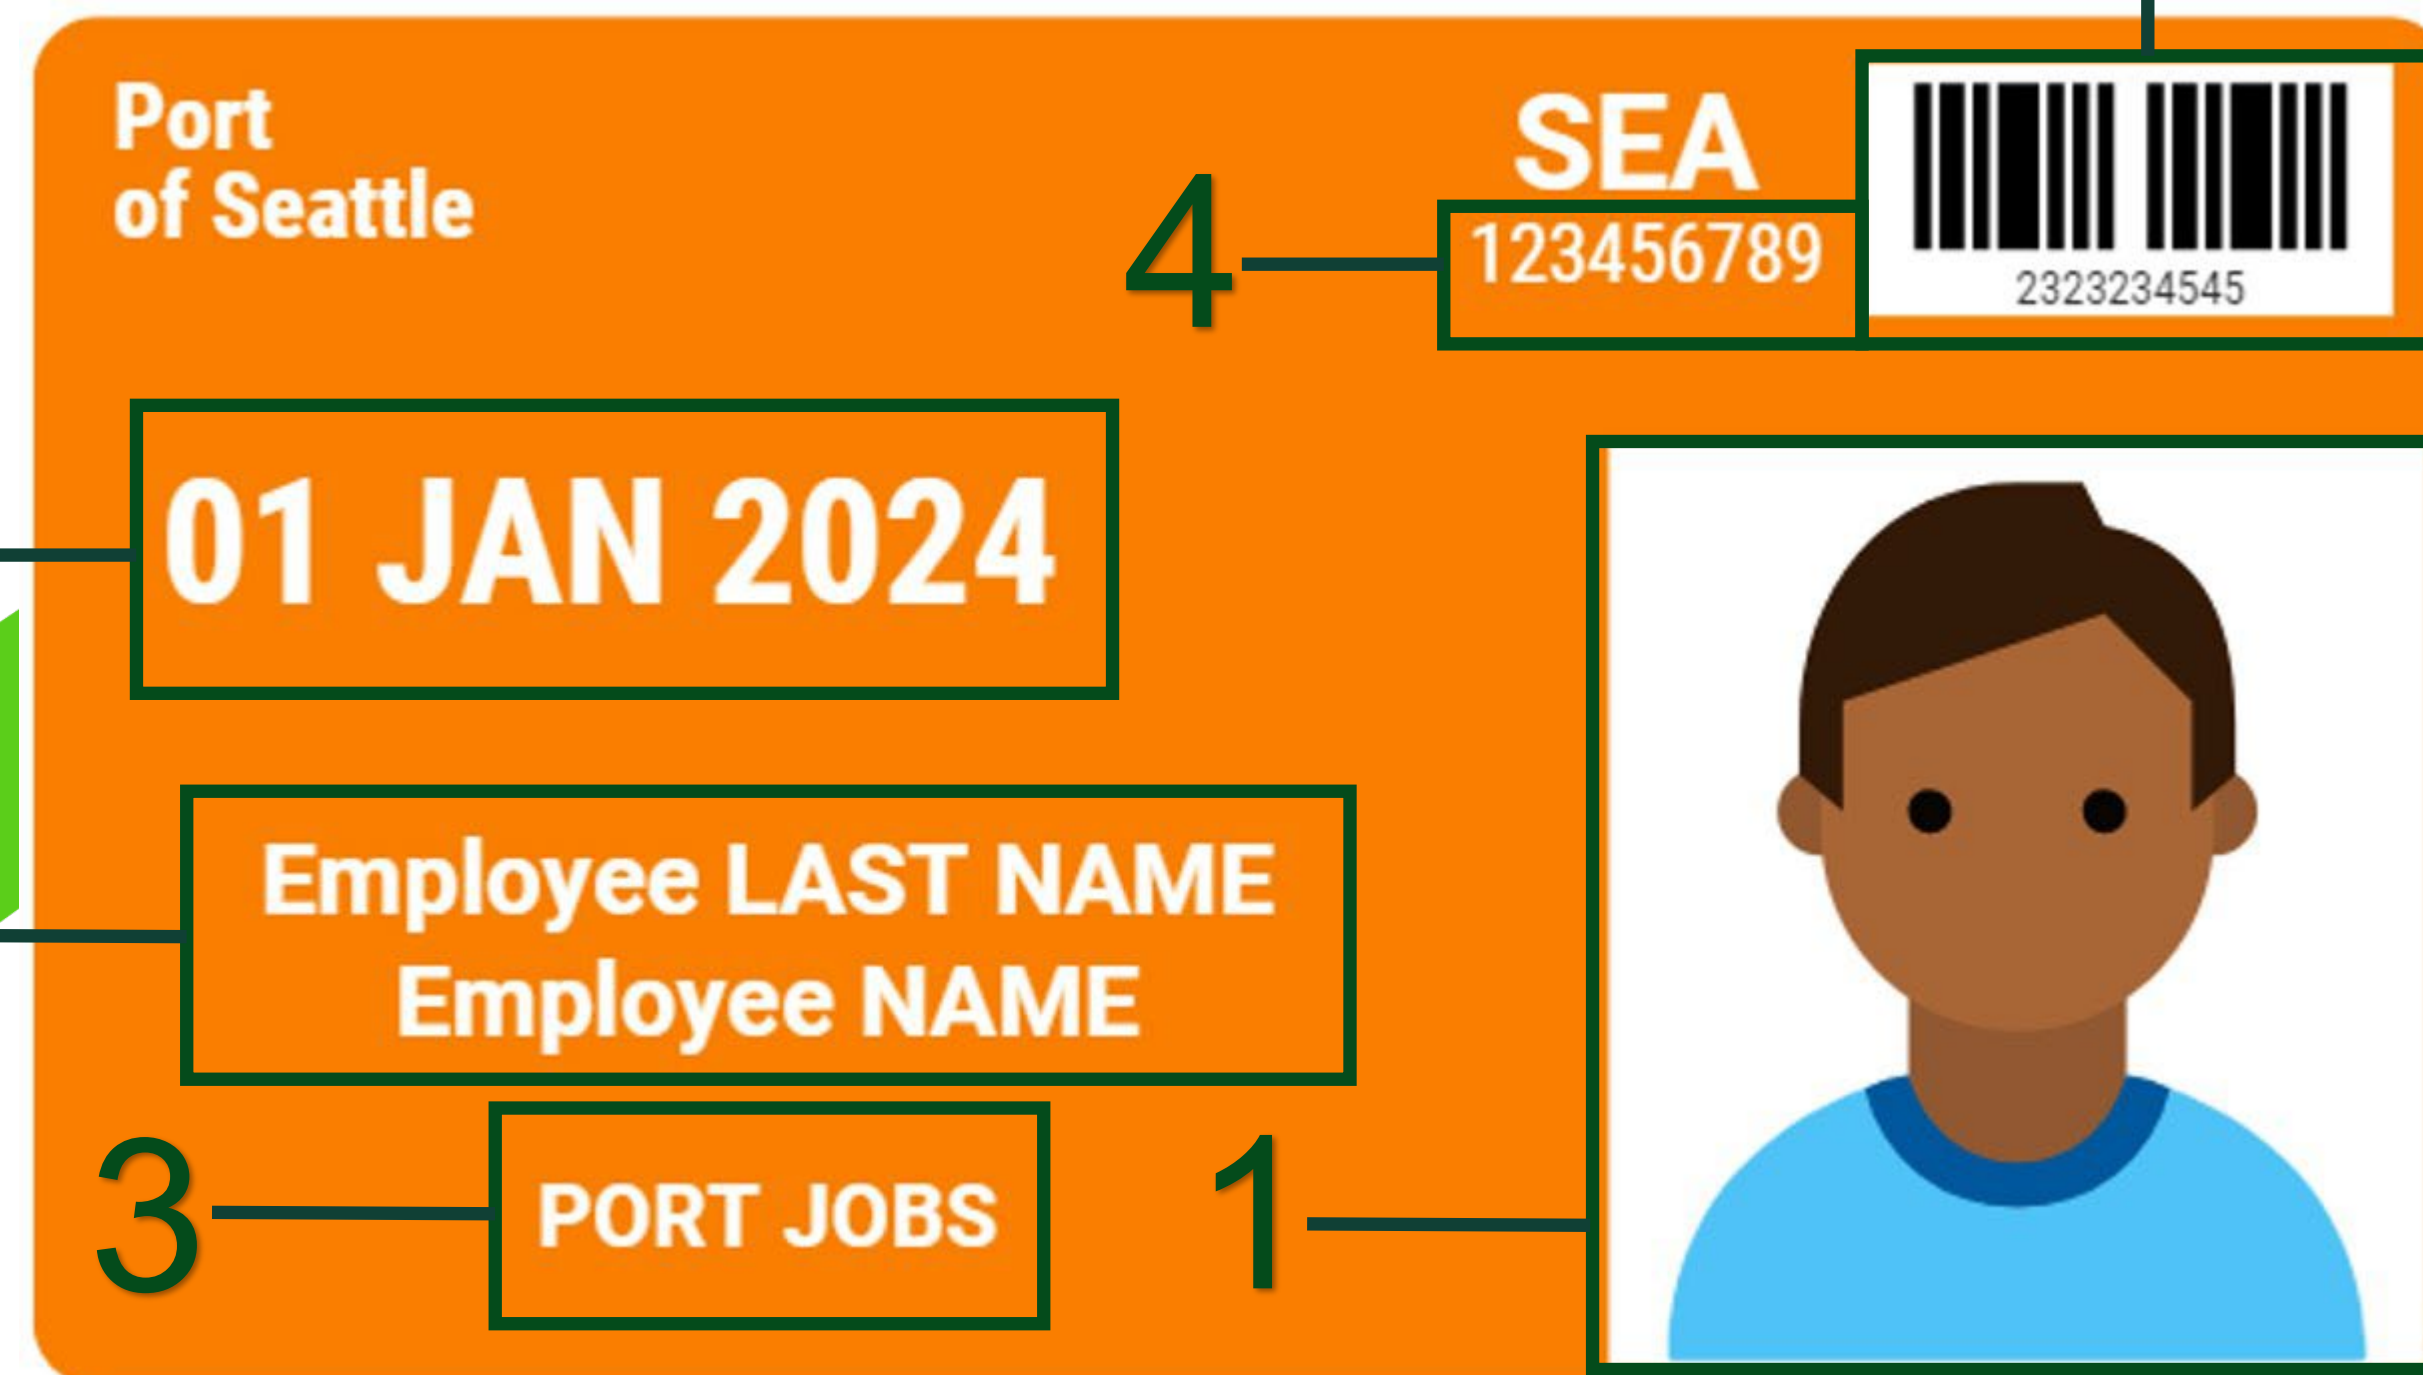 Port
of Seattle
SEA
123456789
2323234545
4
01 JAN 2024
Employee LAST NAME
Employee NAME
3
PORT JOBS
1